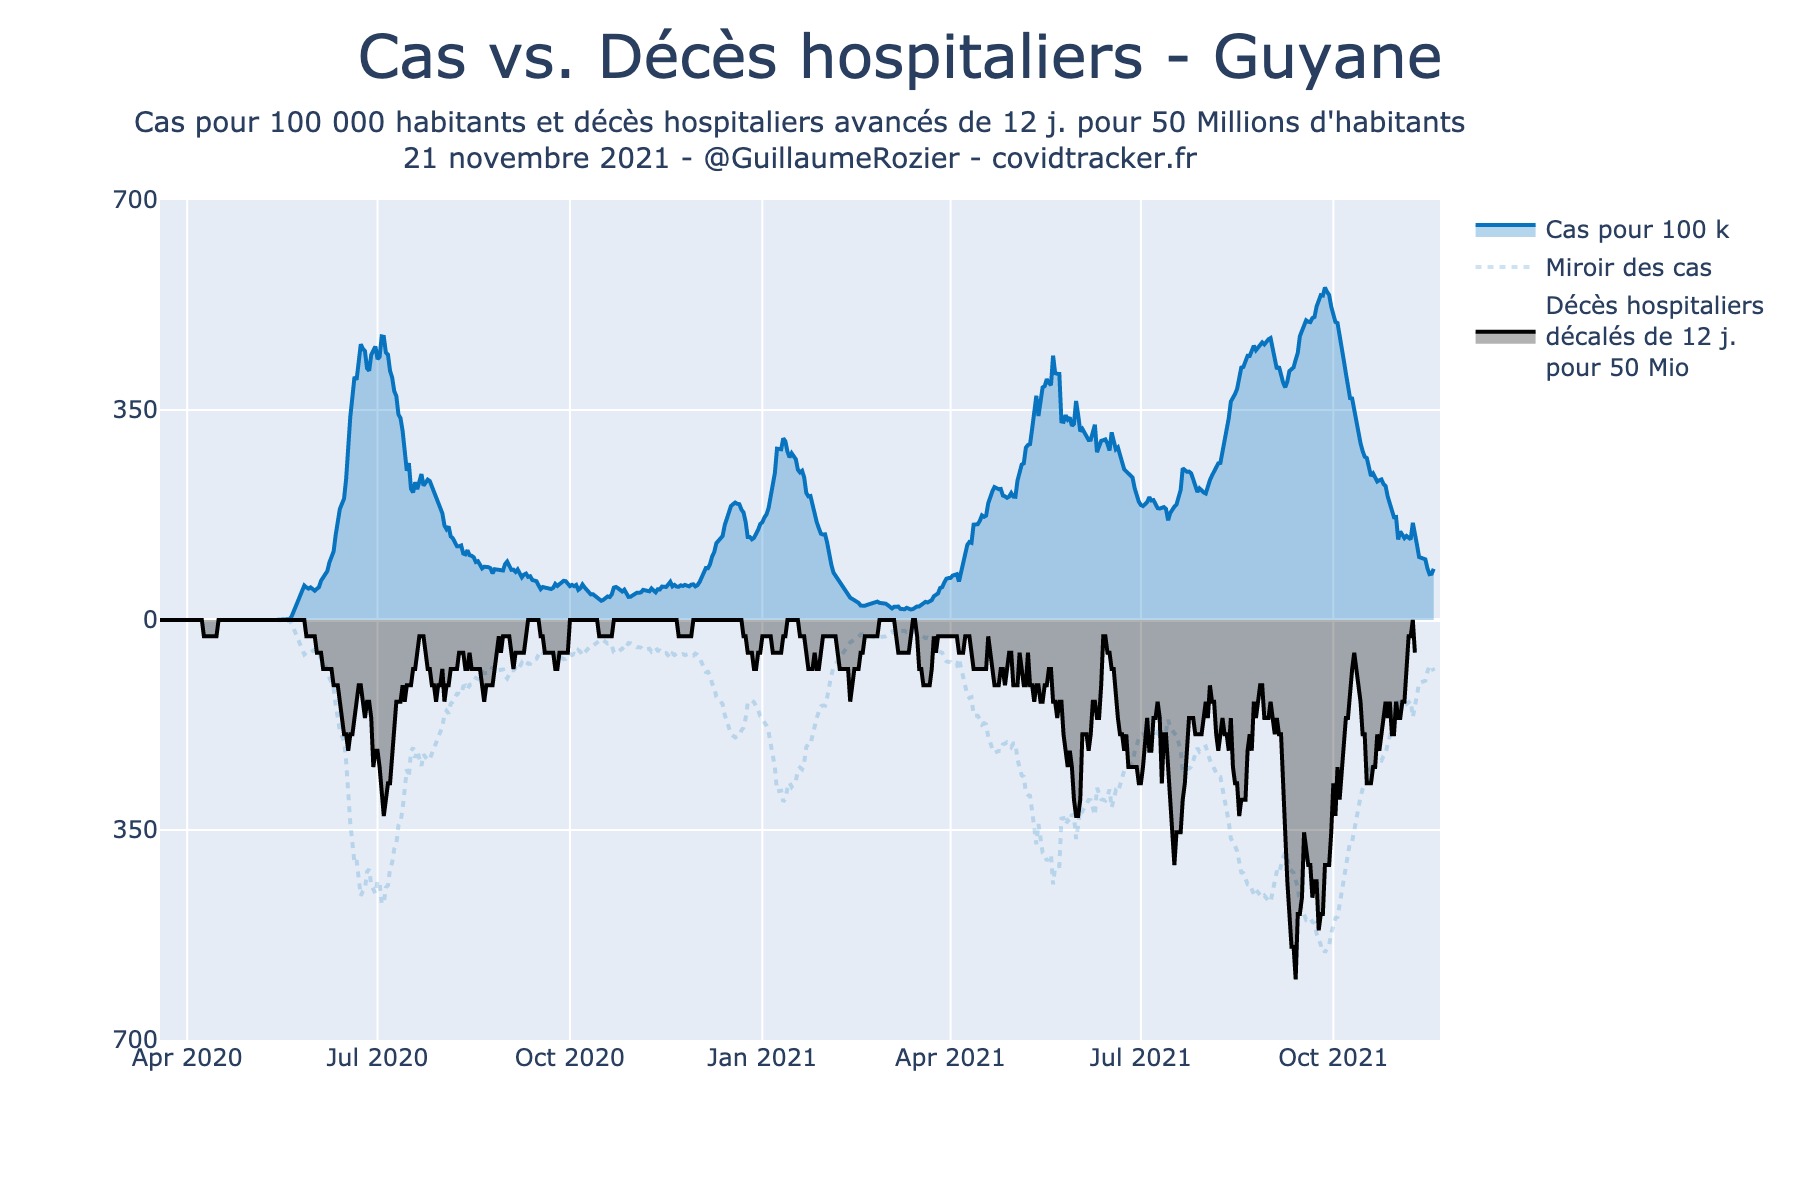 Cas vs. Décès hospitaliers - Guyane
Cas pour 100 000 habitants et décès hospitaliers avancés de 12 j. pour 50 Millions d'habitants
21 novembre 2021 - @GuillaumeRozier - covidtracker.fr
700
350
0
350
700
Apr 2020
Jul 2020
Oct 2020
Jan 2021
Apr 2021
Jul 2021
Oct 2021
Cas pour 100 k
Miroir des cas
Décès hospitaliers
décalés de 12 j.
pour 50 Mio